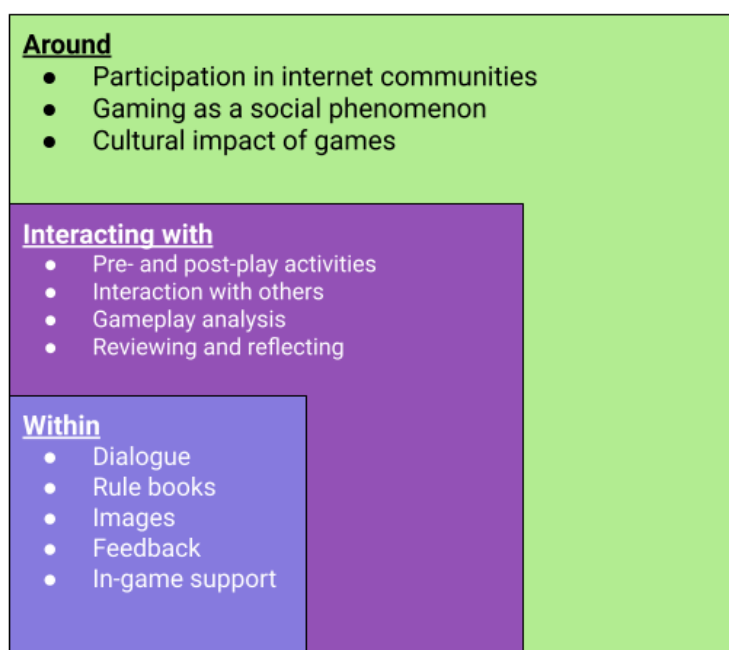 Around
● Participation in internet communities
● Gaming as a social phenomenon
● Cultural impact of games
Interacting with
● Pre- and post-play activities
● Interaction with others
● Gameplay analysis
● Reviewing and reflecting
Within
● Dialogue
● Rule books
● Images
● Feedback
● In-game support